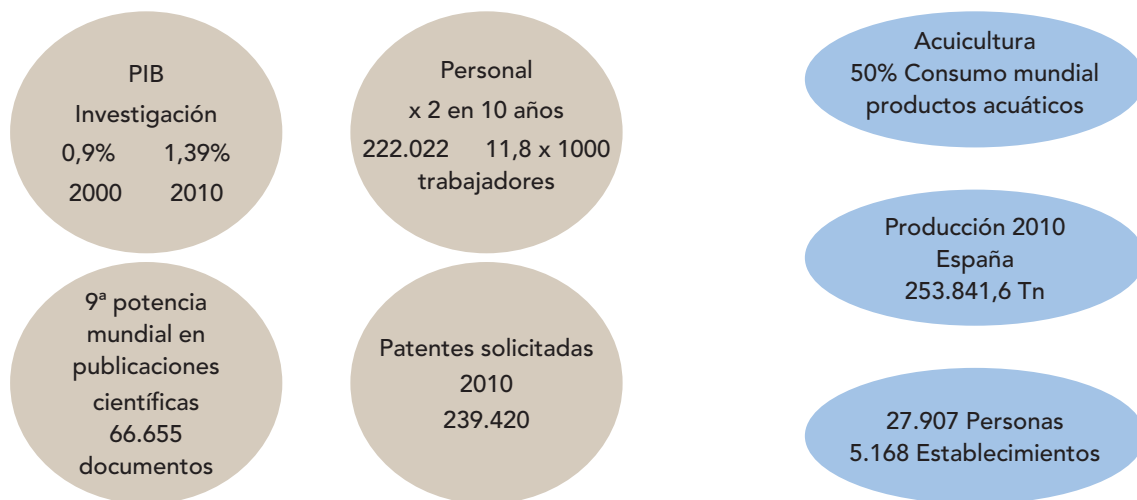 PIB
Investigación
0,9% 1,39%
2000 2010
Personal
x 2 en 10 años
222.022 11,8 x 1000
trabajadores
9ª potencia
mundial en
publicaciones
científicas
66.655
documentos
Patentes solicitadas
2010
239.420
Acuicultura
50% Consumo mundial
productos acuáticos
Producción 2010
España
253.841,6 Tn
27.907 Personas
5.168 Establecimientos